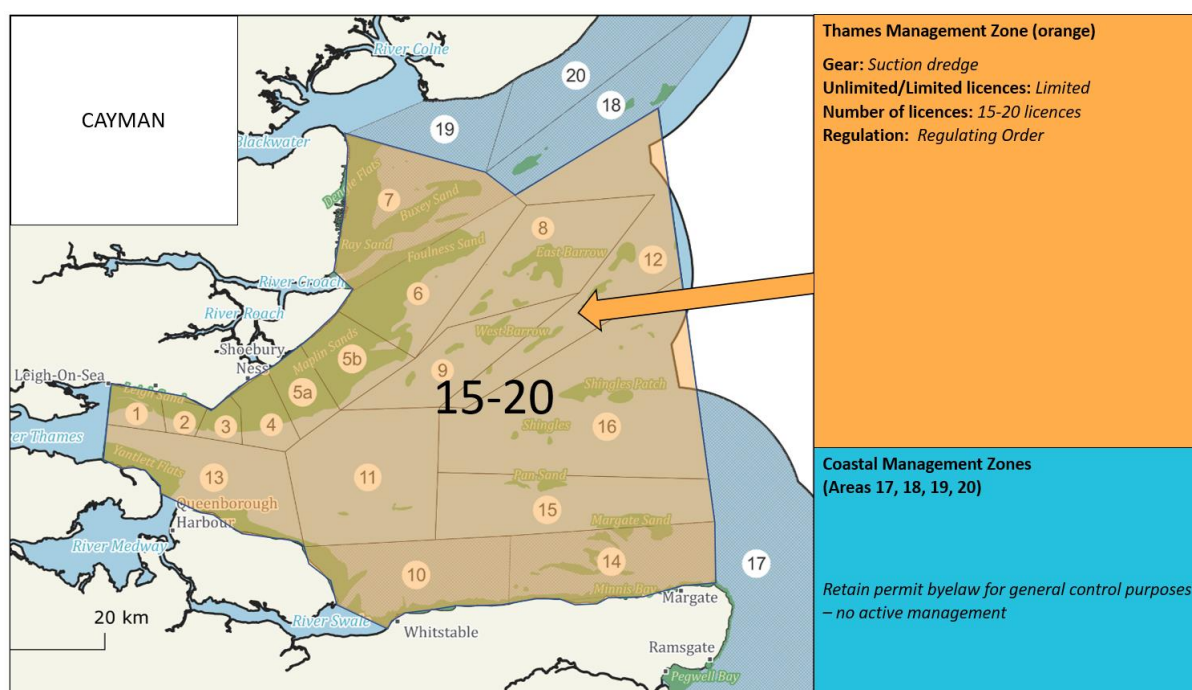 CAYMAN
River Colne
Blackwater
20
18
19
Dengie Flats
7
Buxey Sand
Ray Sand
Foulness Sand
8
East Barrow
12
River Croach
6
River Roach
West Barrow
Shoebury
Ness
Maplin Sands
5b
9
Leigh-On-Sea
5a
15-20
Shingles Patch
Leigh Sand
1
2
3
4
Shingles
16
ver Thames
Yantlett Flats
13
11
Pan Sand
Queenborough
Harbour
15
Margate Sand
River Medway
17
10
14
Minnis Bay
Margate
20 km
River Swale
Whitstable
Ramsgate
Pegwell Bay
Thames Management Zone (orange)
Gear: Suction dredge
Unlimited/Limited licences: Limited
Number of licences: 15-20 licences
Regulation: Regulating Order
Coastal Management Zones
(Areas 17, 18, 19, 20)
Retain permit byelaw for general control purposes
– no active management